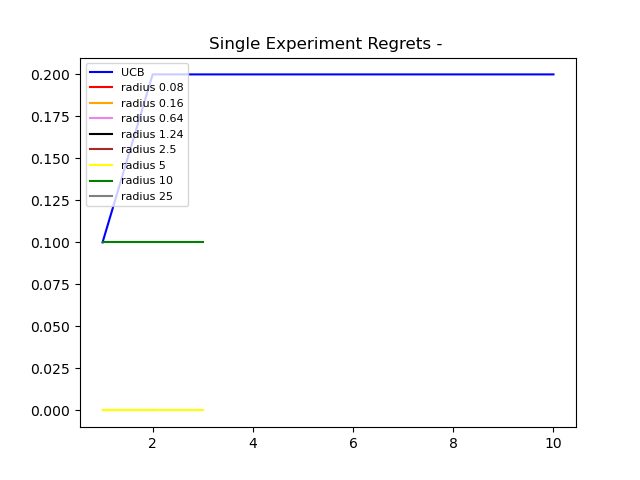 Single Experiment Regrets -
UCB
radius 0.08
radius 0.16
radius 0.64
radius 1.24
radius 2.5
radius 5
radius 10
radius 25
0.200
0.175
0.150
0.125
0.100
0.075
0.050
0.025
0.000
2 4 6 8 10